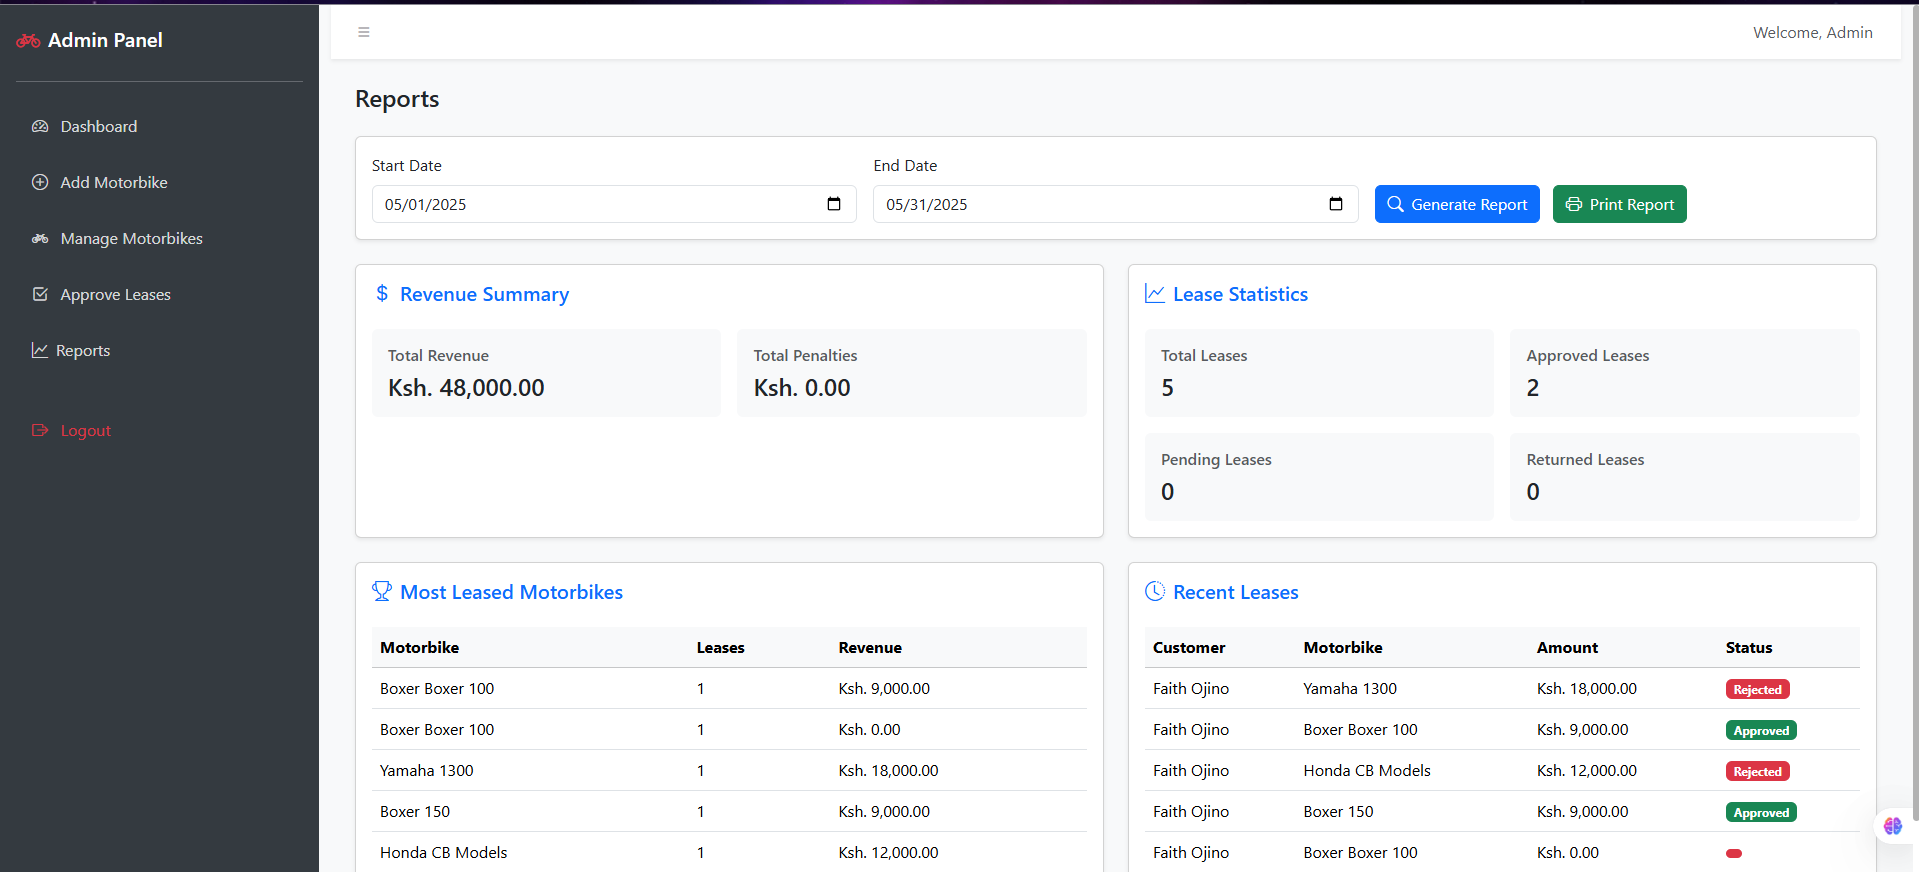 Admin Panel
Dashboard
Add Motorbike
Manage Motorbikes
Approve Leases
Reports
Logout
Welcome, Admin
Reports
Start Date
05/01/2025
End Date
05/31/2025
Generate Report
Print Report
$ Revenue Summary
Total Revenue
Ksh. 48,000.00
Total Penalties
Ksh. 0.00
Lease Statistics
Total Leases
5
Approved Leases
2
Pending Leases
0
Returned Leases
0
Most Leased Motorbikes
Motorbike Leases Revenue
Boxer Boxer 100 1 Ksh. 9,000.00
Boxer Boxer 100 1 Ksh. 0.00
Yamaha 1300 1 Ksh. 18,000.00
Boxer 150 1 Ksh. 9,000.00
Honda CB Models 1 Ksh. 12,000.00
Recent Leases
Customer Motorbike Amount Status
Faith Ojino Yamaha 1300 Ksh. 18,000.00 Rejected
Faith Ojino Boxer Boxer 100 Ksh. 9,000.00 Approved
Faith Ojino Honda CB Models Ksh. 12,000.00 Rejected
Faith Ojino Boxer 150 Ksh. 9,000.00 Approved
Faith Ojino Boxer Boxer 100 Ksh. 0.00